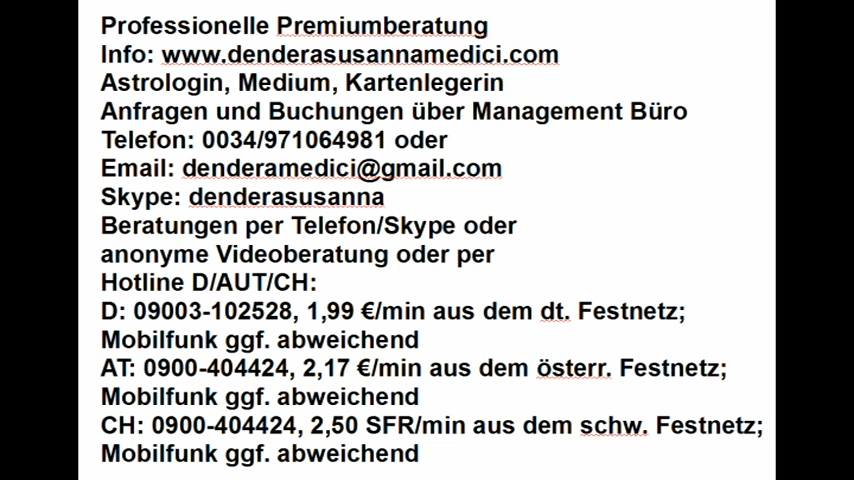 Professionelle Premiumberatung
Info: www.denderasusannamedici.com
Astrologin, Medium, Kartenlegerin
Anfragen und Buchungen über Management Büro
Telefon: 0034/971064981 oder
Email: denderamedici@gmail.com
Skype: denderasusanna
Beratungen per Telefon/Skype oder
anonyme Videoberatung oder per
Hotline D/AUT/CH:
D: 09003-102528, 1,99 €/min aus dem dt. Festnetz;
Mobilfunk ggf. abweichend
AT: 0900-404424, 2,17 €/min aus dem österr. Festnetz;
Mobilfunk ggf. abweichend
CH: 0900-404424, 2,50 SFR/min aus dem schw. Festnetz;
Mobilfunk ggf. abweichend